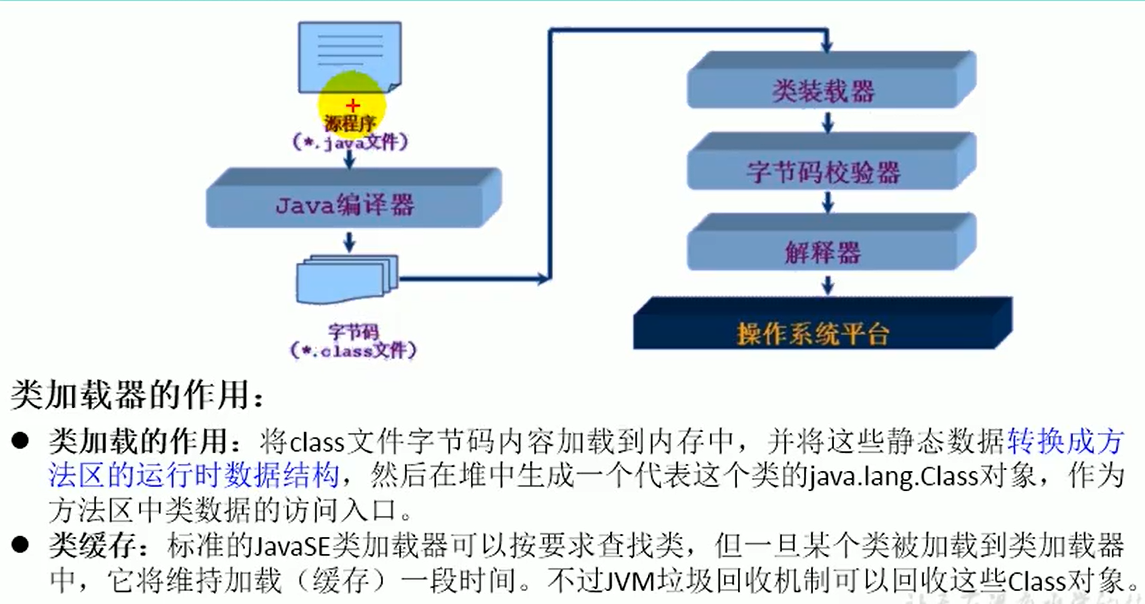 源程序
(*.java文件)
Java编译器
字节码
(*.class文件)
类装载器
字节码校验器
解释器
操作系统平台
类加载器的作用：
● 类加载的作用：将class文件字节码内容加载到内存中，并将这些静态数据转换成方
法区的运行时数据结构，然后在堆中生成一个代表这个类的java.lang.Class对象，作为
方法区中类数据的访问入口。
● 类缓存：标准的JavaSE类加载器可以按要求查找类，但一旦某个类被加载到类加载器
中，它将维持加载（缓存）一段时间。不过JVM垃圾回收机制可以回收这些Class对象。